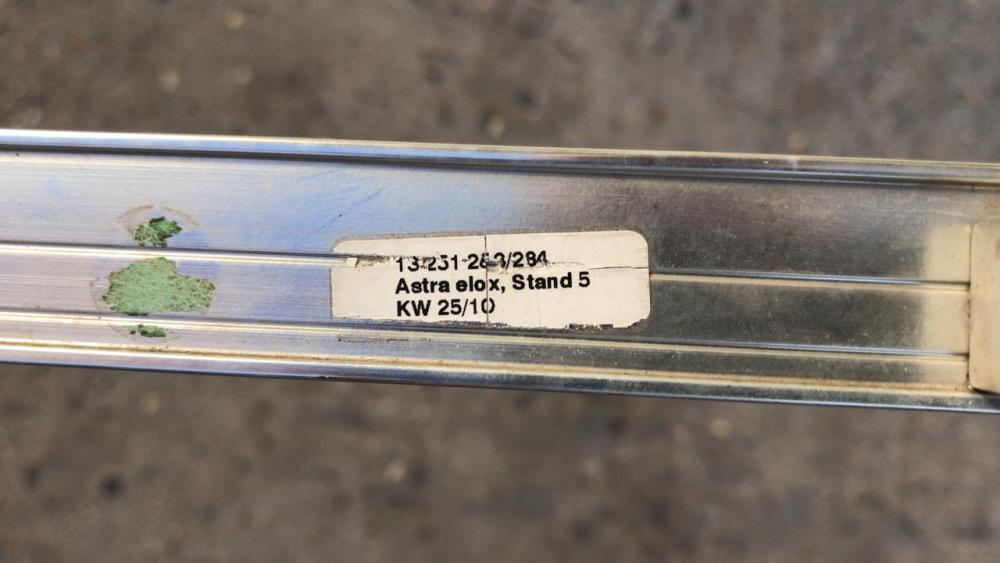 Astra elox, Stand 5
KW 25/10